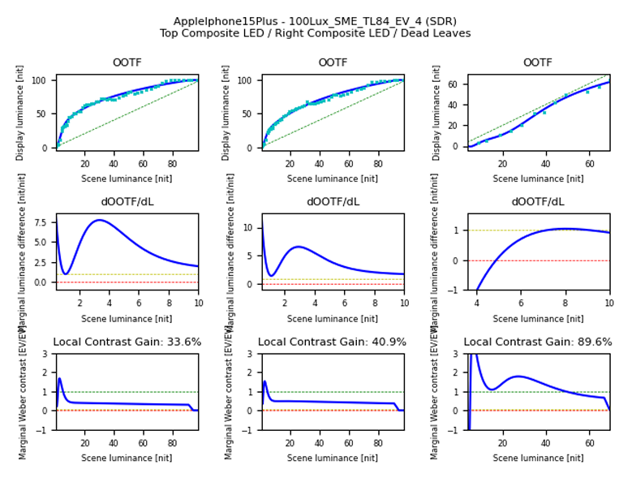 AppleIphone15Plus - 100Lux_SME_TL84_EV_4 (SDR)
Top Composite LED / Right Composite LED / Dead Leaves
OOTF OOTF OOTF
Display luminance [nit] Display luminance [nit] Display luminance [nit]
100 100 60
50 50 40
0 0 20
0
20 40 60 80 20 40 60 80 20 40 60
Scene luminance [nit] Scene luminance [nit] Scene luminance [nit]
dOOTF/dL dOOTF/dL dOOTF/dL
Marginal luminance difference [nit/nit] Marginal luminance difference [nit/nit] Marginal luminance difference [nit/nit]
7.5 10 1
5.0 5 0
2.5 0 −1
0.0
2 4 6 8 10 2 4 6 8 10 4 6 8 10
Scene luminance [nit] Scene luminance [nit] Scene luminance [nit]
Local Contrast Gain: 33.6% Local Contrast Gain: 40.9% Local Contrast Gain: 89.6%
Marginal Weber contrast [EV/EV] Marginal Weber contrast [EV/EV] Marginal Weber contrast [EV/EV]
3 3 3
2 2 2
1 1 1
0 0 0
−1 −1 −1
20 40 60 80 20 40 60 80 20 40 60
Scene luminance [nit] Scene luminance [nit] Scene luminance [nit]